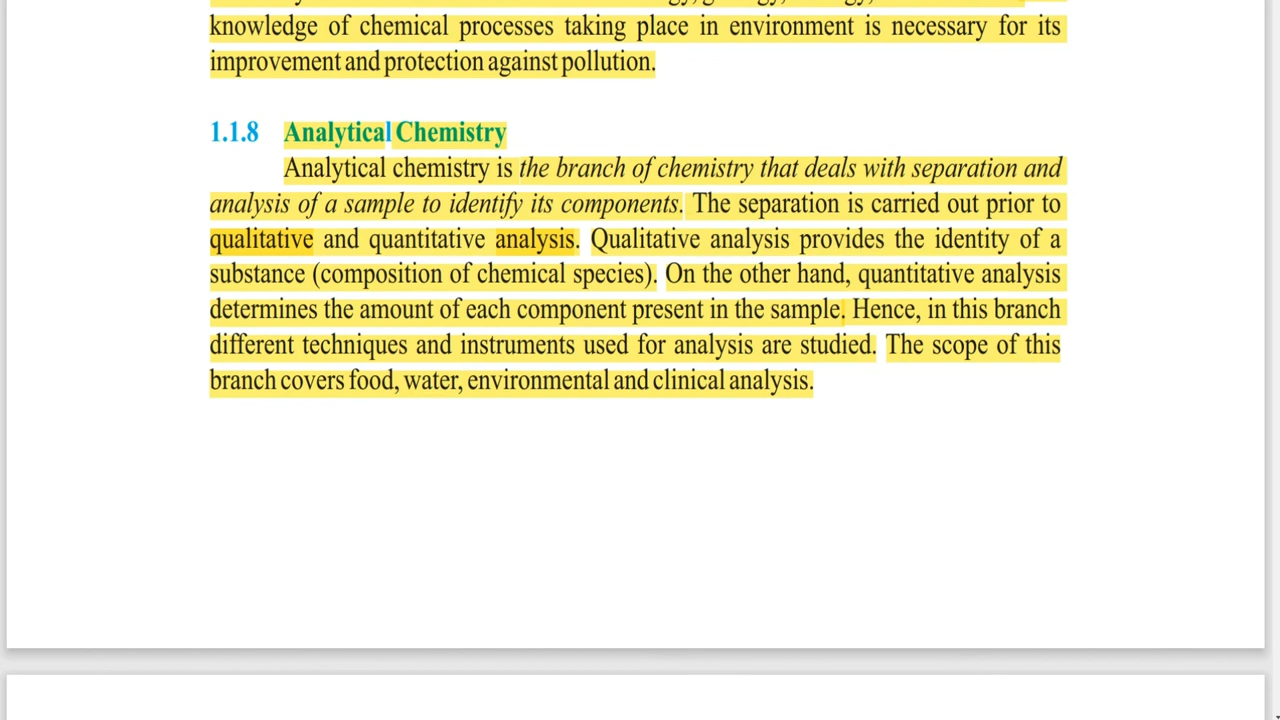 knowledge of chemical processes taking place in environment is necessary for its
improvement and protection against pollution.
1.1.8 Analytical Chemistry
Analytical chemistry is the branch of chemistry that deals with separation and
analysis of a sample to identify its components. The separation is carried out prior to
qualitative and quantitative analysis. Qualitative analysis provides the identity of a
substance (composition of chemical species). On the other hand, quantitative analysis
determines the amount of each component present in the sample. Hence, in this branch
different techniques and instruments used for analysis are studied. The scope of this
branch covers food, water, environmental and clinical analysis.